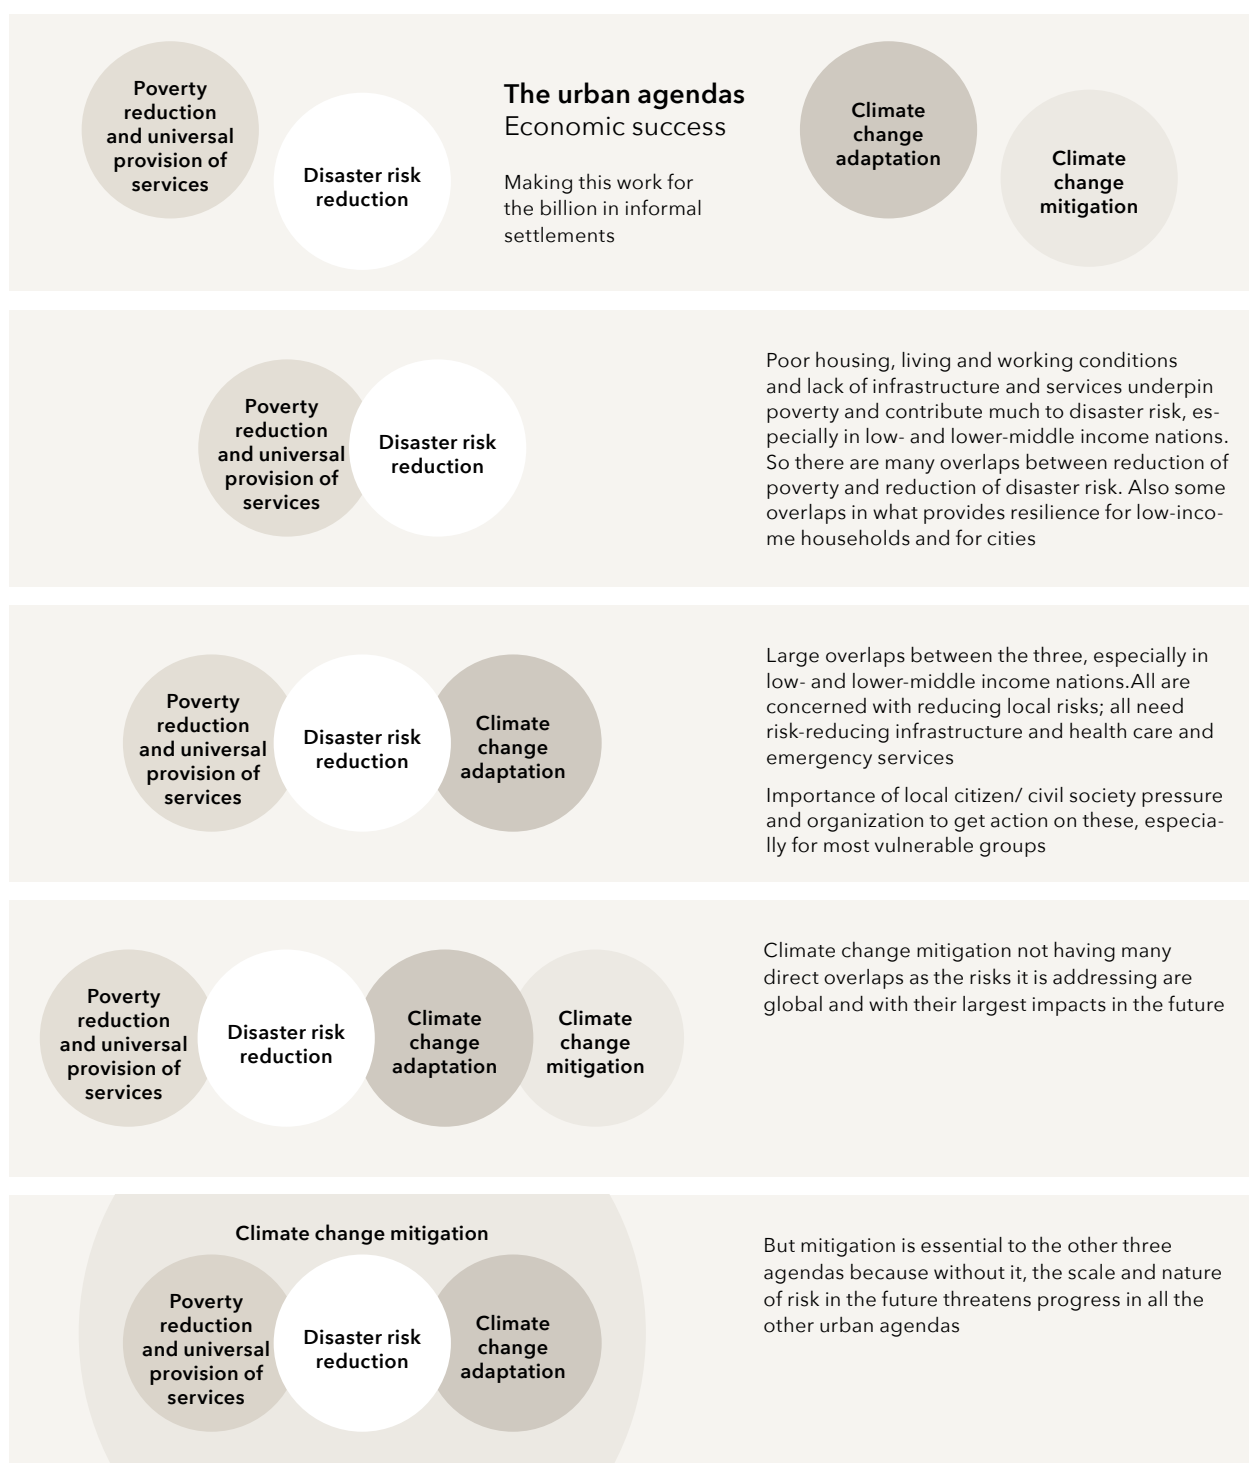 Poverty
reduction
and universal
provision of
services
Disaster risk
reduction
The urban agendas
Economic success
Making this work for
the billion in informal
settlements
Climate
change
adaptation
Climate
change
mitigation
Poverty
reduction
and universal
provision of
services
Disaster risk
reduction
Poor housing, living and working conditions
and lack of infrastructure and services underpin
poverty and contribute much to disaster risk, es-
pecially in low- and lower-middle income nations.
So there are many overlaps between reduction of
poverty and reduction of disaster risk. Also some
overlaps in what provides resilience for low-inco-
me households and for cities
Poverty
reduction
and universal
provision of
services
Disaster risk
reduction
Climate
change
adaptation
Large overlaps between the three, especially in
low- and lower-middle income nations.All are
concerned with reducing local risks; all need
risk-reducing infrastructure and health care and
emergency services
Importance of local citizen/ civil society pressure
and organization to get action on these, especia-
lly for most vulnerable groups
Poverty
reduction
and universal
provision of
services
Disaster risk
reduction
Climate
change
adaptation
Climate
change
mitigation
Climate change mitigation not having many
direct overlaps as the risks it is addressing are
global and with their largest impacts in the future
Climate change mitigation
Poverty
reduction
and universal
provision of
services
Disaster risk
reduction
Climate
change
adaptation
But mitigation is essential to the other three
agendas because without it, the scale and nature
of risk in the future threatens progress in all the
other urban agendas